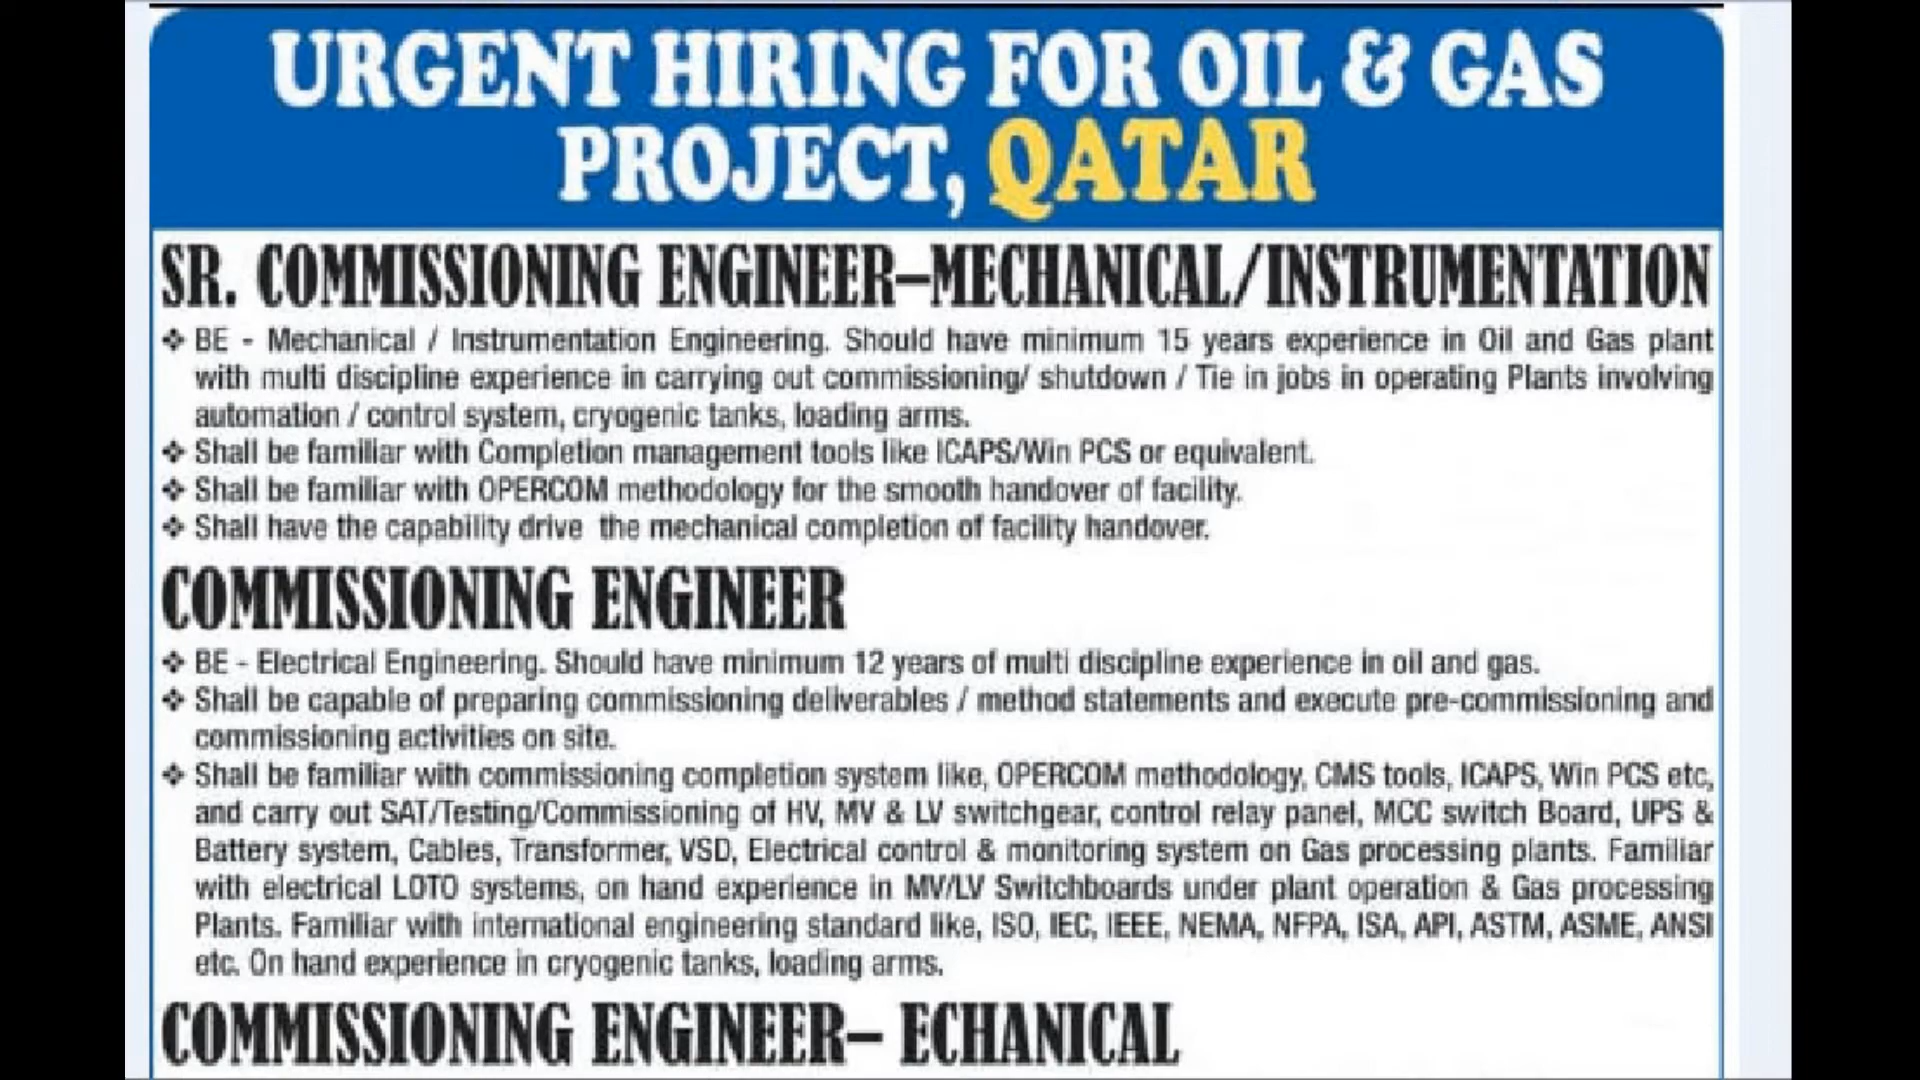 URGENT HIRING FOR OIL & GAS
PROJECT, QATAR
SR. COMMISSIONING ENGINEER–MECHANICAL/INSTRUMENTATION
❖ BE - Mechanical / Instrumentation Engineering. Should have minimum 15 years experience in Oil and Gas plant
with multi discipline experience in carrying out commissioning/ shutdown / Tie in jobs in operating Plants involving
automation / control system, cryogenic tanks, loading arms.
❖ Shall be familiar with Completion management tools like ICAPS/Win PCS or equivalent.
❖ Shall be familiar with OPERCOM methodology for the smooth handover of facility.
❖ Shall have the capability drive the mechanical completion of facility handover.
COMMISSIONING ENGINEER
❖ BE - Electrical Engineering. Should have minimum 12 years of multi discipline experience in oil and gas.
❖ Shall be capable of preparing commissioning deliverables / method statements and execute pre-commissioning and
commissioning activities on site.
❖ Shall be familiar with commissioning completion system like, OPERCOM methodology, CMS tools, ICAPS, Win PCS etc,
and carry out SAT/Testing/Commissioning of HV, MV & LV switchgear, control relay panel, MCC switch Board, UPS &
Battery system, Cables, Transformer, VSD, Electrical control & monitoring system on Gas processing plants. Familiar
with electrical LOTO systems, on hand experience in MV/LV Switchboards under plant operation & Gas processing
Plants. Familiar with international engineering standard like, ISO, IEC, IEEE, NEMA, NFPA, ISA, API, ASTM, ASME, ANSI
etc. On hand experience in cryogenic tanks, loading arms.
COMMISSIONING ENGINEER– ECHANICAL